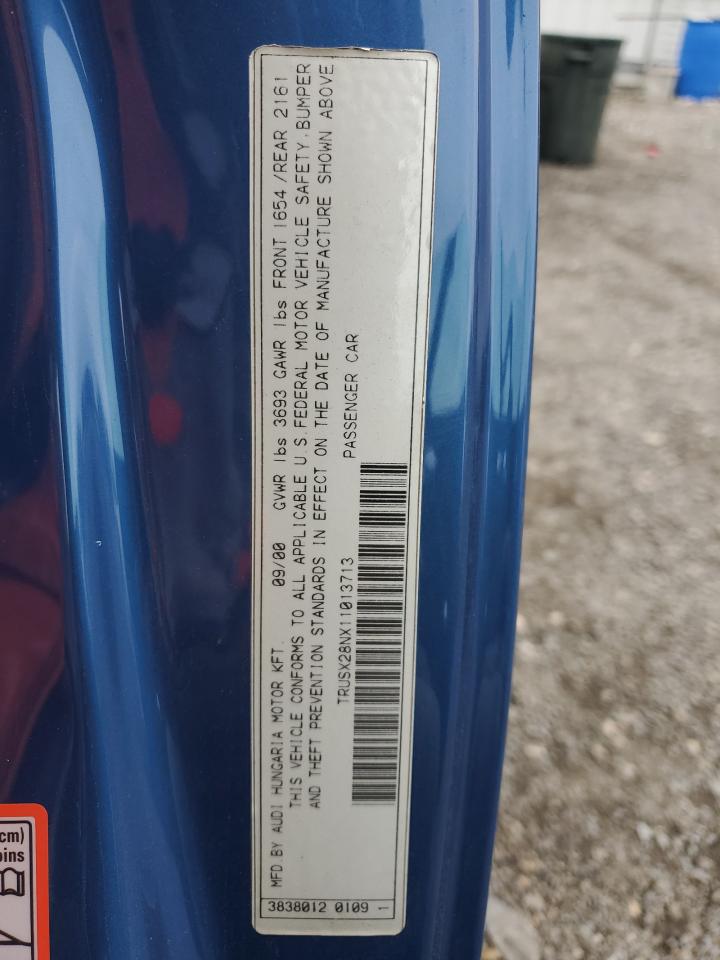 MFD.BY AUDI HUNGARIA MOTOR KFT. 09/00 GVWR lbs 3693 GAWR lbs FRONT 1654 /REAR 2161
THIS VEHICLE CONFORMS TO ALL APPLICABLE U.S.FEDERAL MOTOR VEHICLE SAFETY,BUMPER
AND THEFT PREVENTION STANDARDS IN EFFECT ON THE DATE OF MANUFACTURE SHOWN ABOVE
TRUSX28NX11013713 PASSENGER CAR
3838012 0109 1
cm)